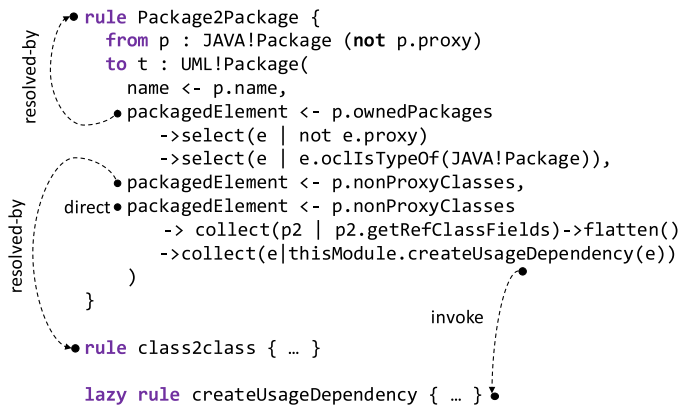 rule Package2Package {
from p : JAVA!Package (not p.proxy)
to t : UML!Package(
name <- p.name,
packagedElement <- p.ownedPackages
->select(e | not e.proxy)
->select(e | e.oclIsTypeOf(JAVA!Package)),
packagedElement <- p.nonProxyClasses,
direct packagedElement <- p.nonProxyClasses
-> collect(p2 | p2.getRefClassFields)->flatten()
->collect(e|thisModule.createUsageDependency(e))
)
}
rule class2class { … }
lazy rule createUsageDependency { … }
resolved-by
resolved-by
invoke